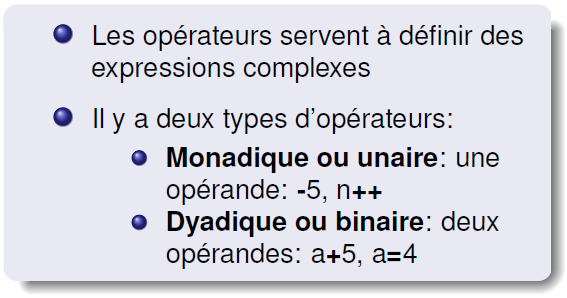 Les opérateurs servent à définir des
expressions complexes
Il y a deux types d'opérateurs:
Monadique ou unaire: une
opérande: -5, n++
Dyadique ou binaire: deux
opérandes: a+5, a=4